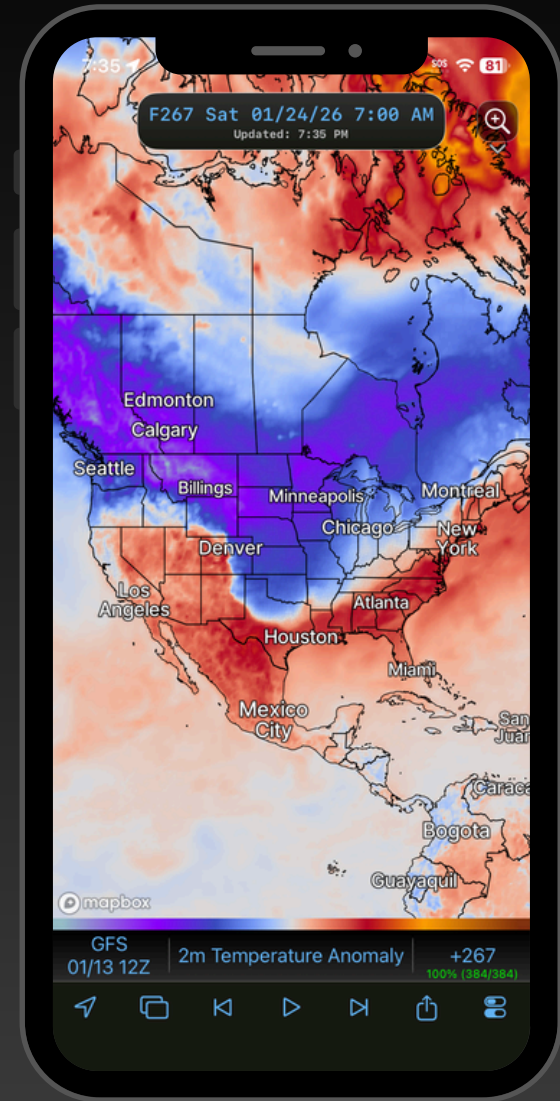 7:35
SOS
81
F267 Sat 01/24/26 7:00 AM
Updated: 7:35 PM
Edmonton
Calgary
Seattle
Billings
Minneapolis
Montreal
Chicago
New
York
Denver
Los
Angeles
Atlanta
Houston
Miami
Mexico
City
San
Juan
Caraca
Bogota
Guayaquil
mapbox
GFS
01/13 12Z
2m Temperature Anomaly
+267
100% (384/384)